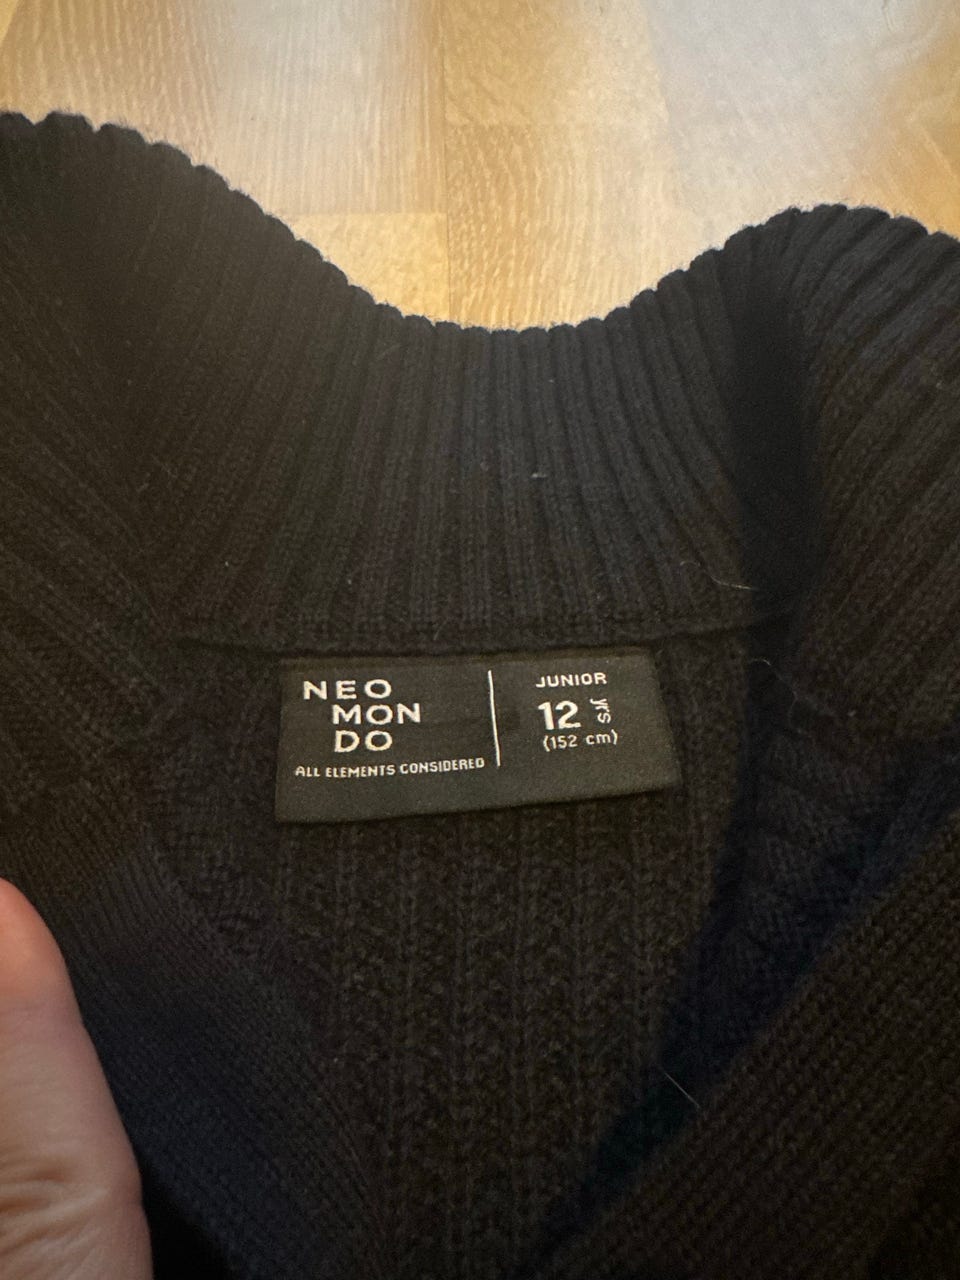 NEO
MON
DO
ALL ELEMENTS CONSIDERED
JUNIOR
12 yrs
(152 cm)